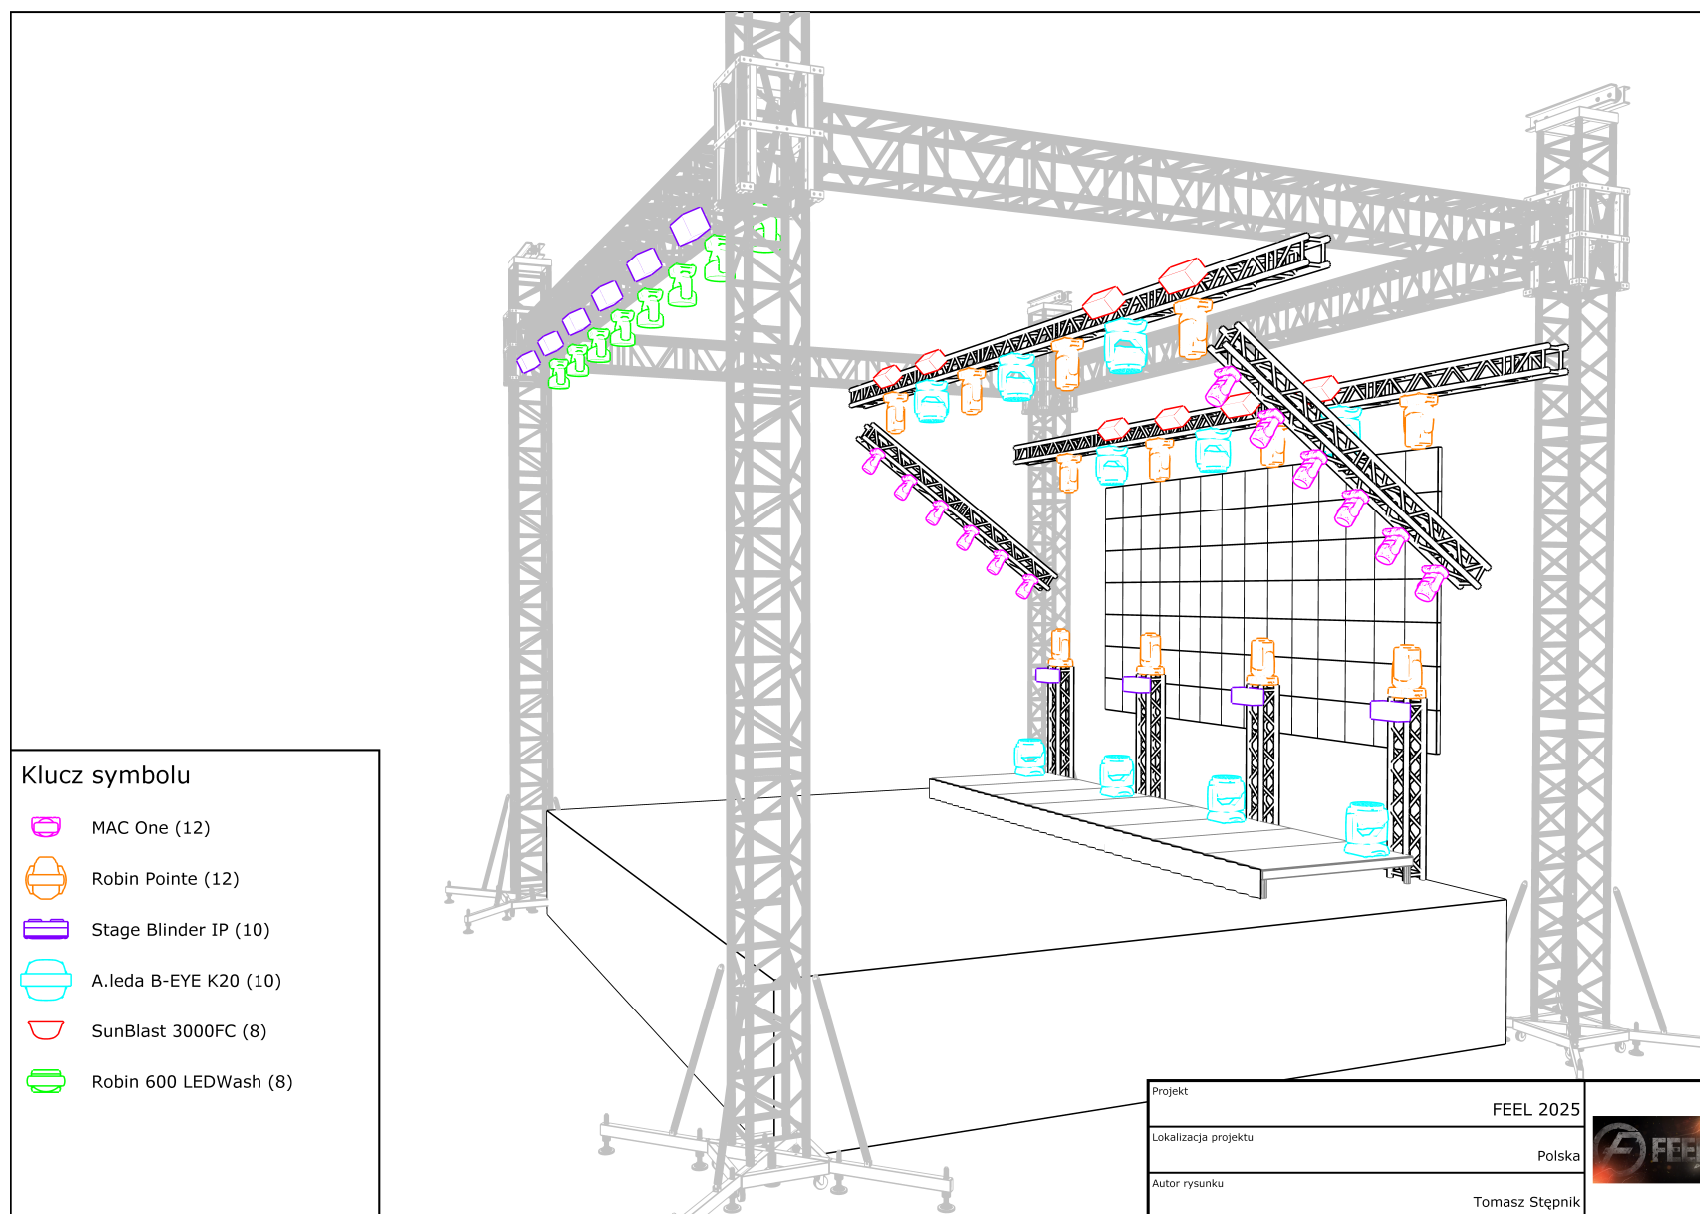 Klucz symbolu
MAC One (12)
Robin Pointe (12)
Stage Blinder IP (10)
A.leda B-EYE K20 (10)
SunBlast 3000FC (8)
Robin 600 LEDWash (8)
Projekt
FEEL 2025
Lokalizacja projektu
Polska
Autor rysunku
Tomasz Stępnik